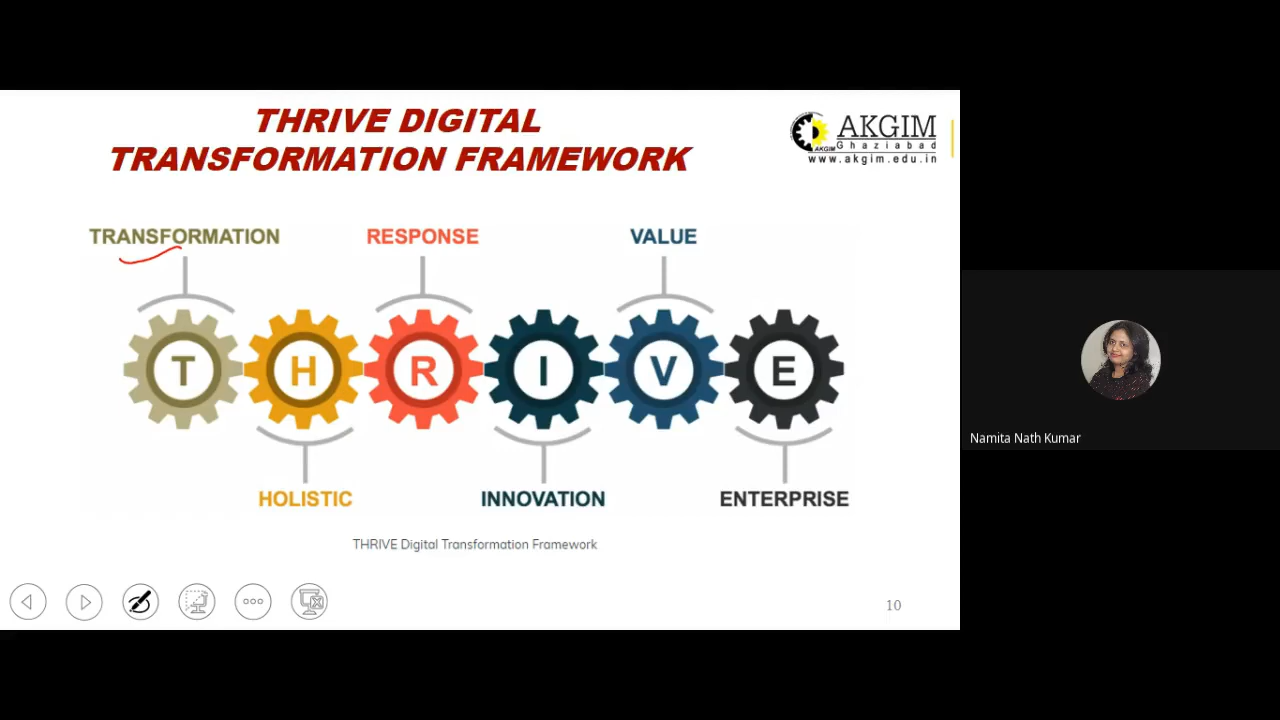 THRIVE DIGITAL
TRANSFORMATION FRAMEWORK
AKGIM
AKGIM
Ghaziabad
www.akgim.edu.in
TRANSFORMATION
RESPONSE
VALUE
T H R I V E
HOLISTIC
INNOVATION
ENTERPRISE
THRIVE Digital Transformation Framework
10
Namita Nath Kumar